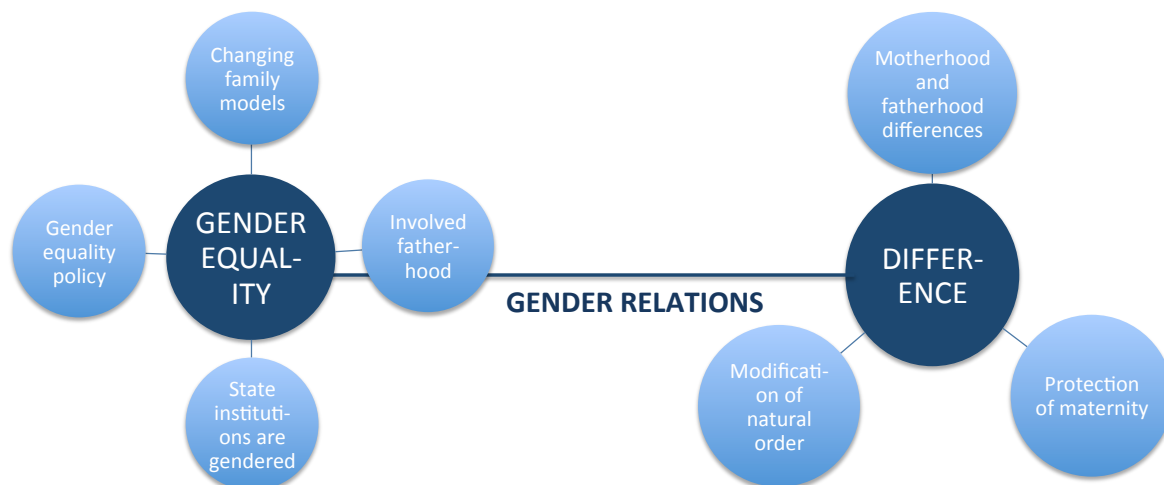 Changing
family
models
Motherhood
and
fatherhood
differences
Gender
equality
policy
GENDER
EQUAL-
ITY
Involved
father-
hood
DIFFER-
ENCE
GENDER RELATIONS
State
instituti-
ons are
gendered
Modificati-
on of
natural
order
Protection
of maternity